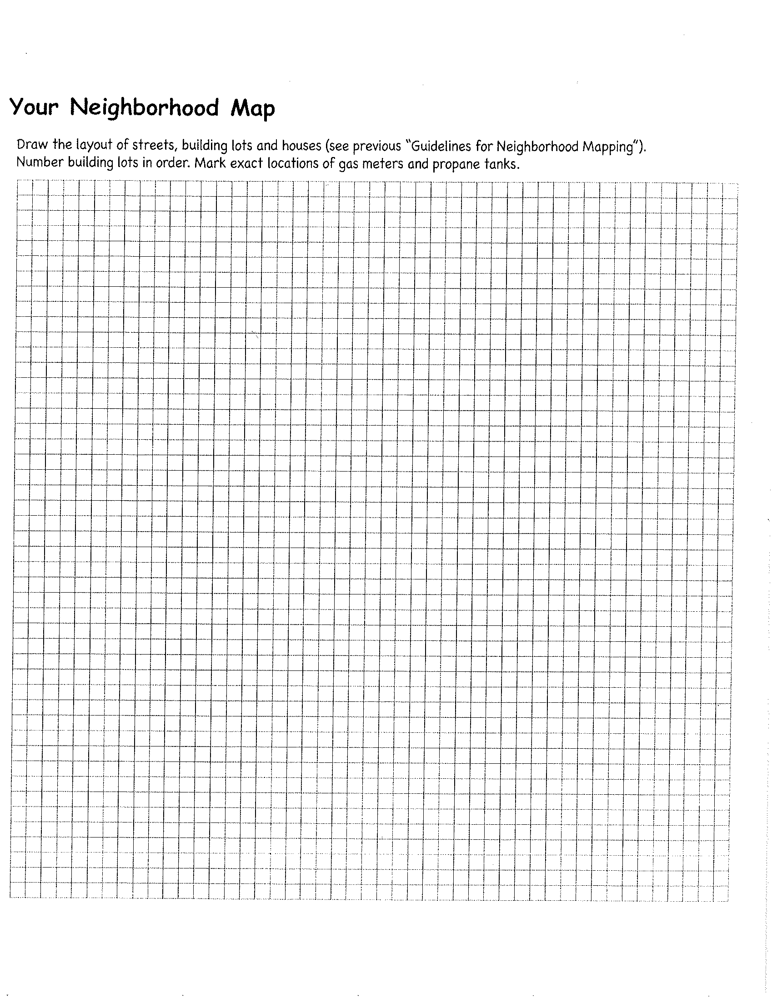 Your Neighborhood Map
Draw the layout of streets, building lots and houses (see previous “Guidelines for Neighborhood Mapping”).
Number building lots in order. Mark exact locations of gas meters and propane tanks.